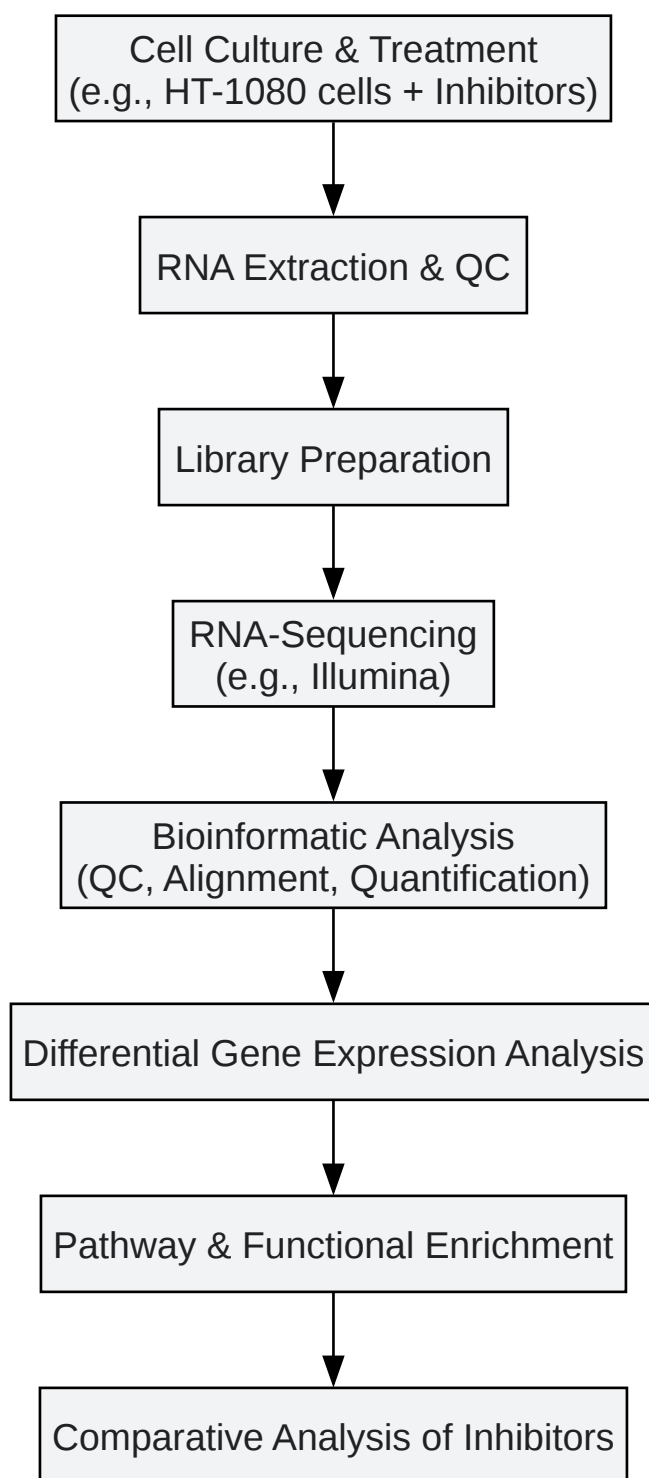 Cell Culture & Treatment
(e.g., HT-1080 cells + Inhibitors)
RNA Extraction & QC
Library Preparation
RNA-Sequencing
(e.g., Illumina)
Bioinformatic Analysis
(QC, Alignment, Quantification)
Differential Gene Expression Analysis
Pathway & Functional Enrichment
Comparative Analysis of Inhibitors